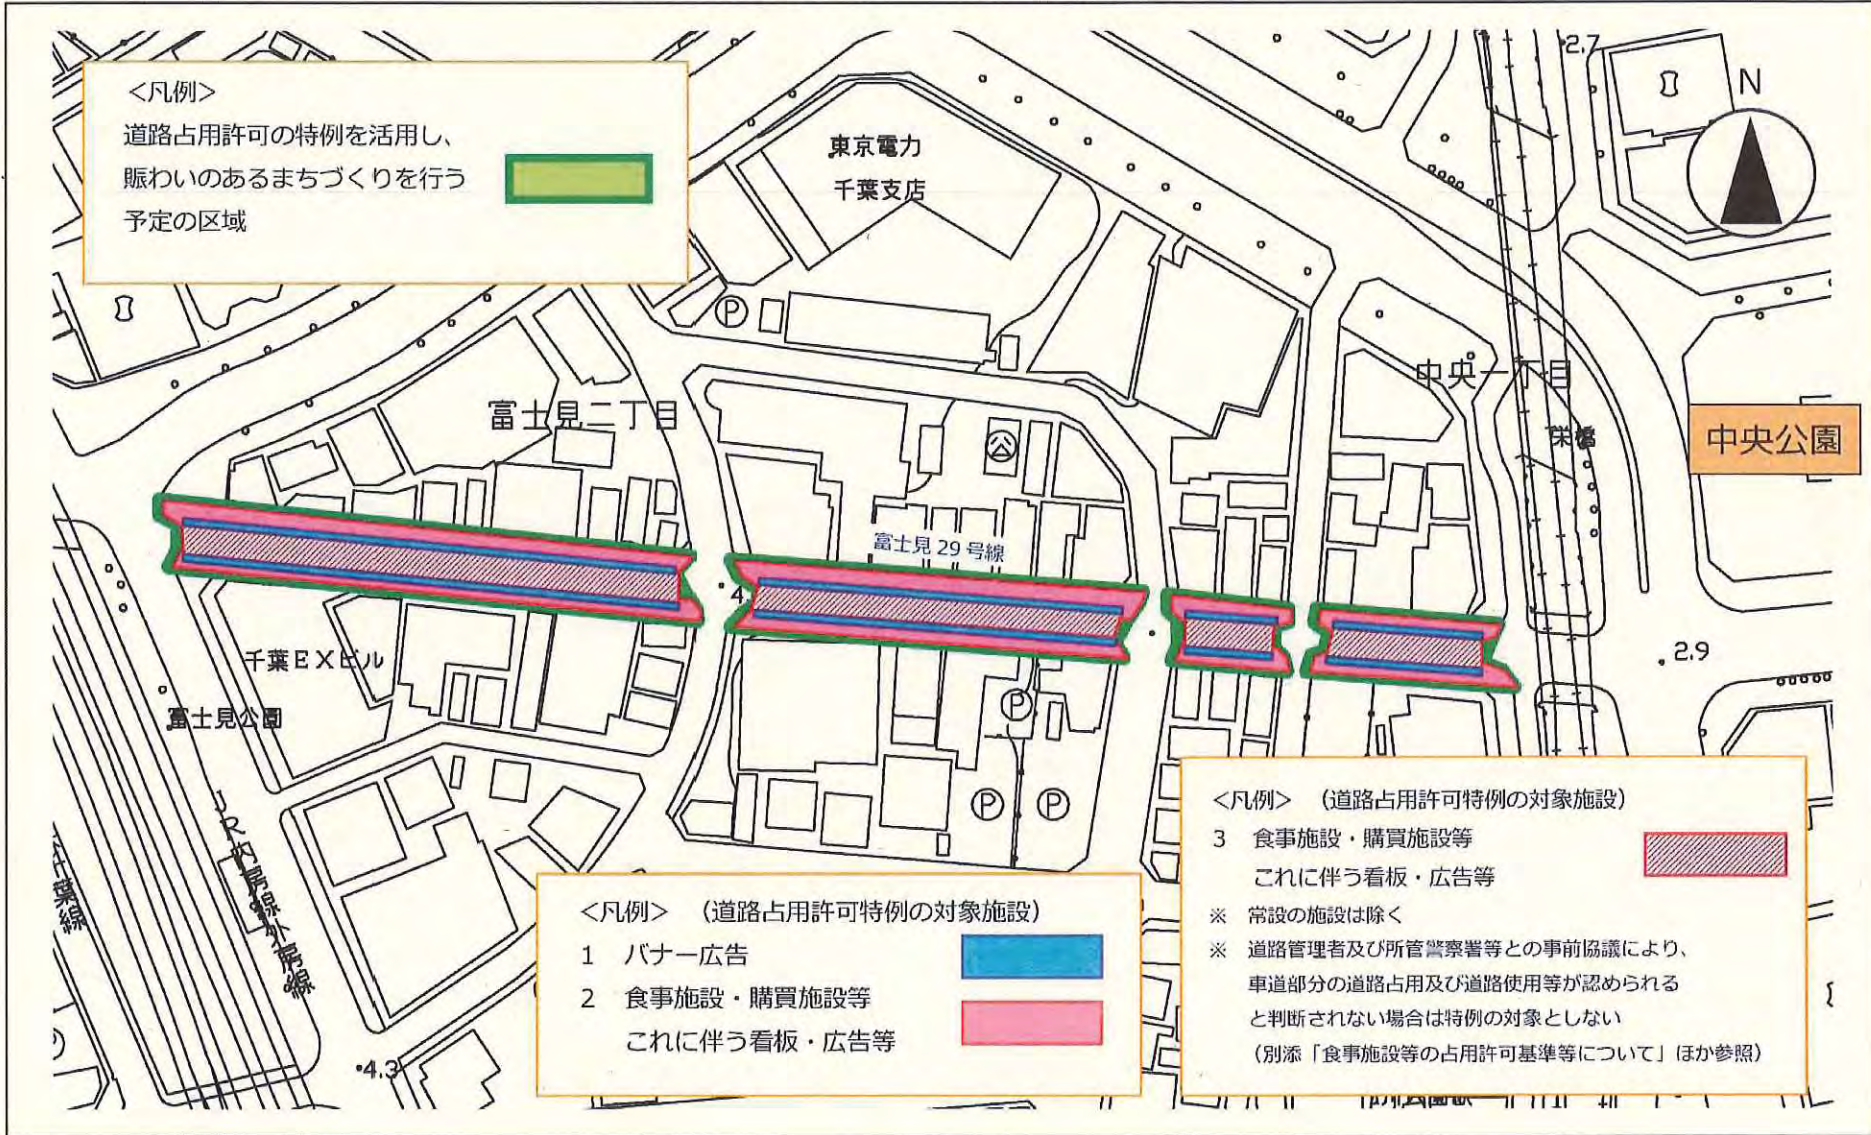 <凡例>
道路占用許可の特例を活用し、
賑わいのあるまちづくりを行う
予定の区域
東京電力
千葉支店
2.7
N
P
富士見二丁目
中央一丁目
栄橋
中央公園
富士見 29 号線
4.
2.9
千葉EXビル
富士見公園
P
P
P
JR内房線外房線
千葉線
4.3
<凡例> (道路占用許可特例の対象施設)
1 バナー広告
2 食事施設・購買施設等
これに伴う看板・広告等
<凡例> (道路占用許可特例の対象施設)
3 食事施設・購買施設等
これに伴う看板・広告等
※ 常設の施設は除く
※ 道路管理者及び所管警察署等との事前協議により、
車道部分の道路占用及び道路使用等が認められる
と判断されない場合は特例の対象としない
(別添「食事施設等の占用許可基準等について」ほか参照)